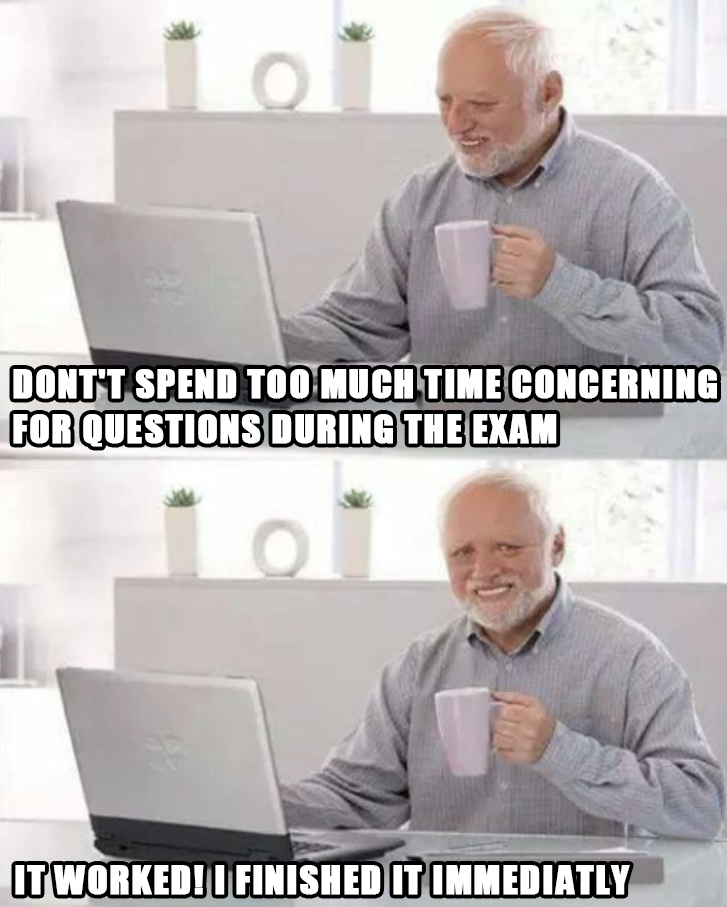 DONT'T SPEND TOO MUCH TIME CONCERNING
FOR QUESTIONS DURING THE EXAM
IT WORKED! I FINISHED IT IMMEDIATLY